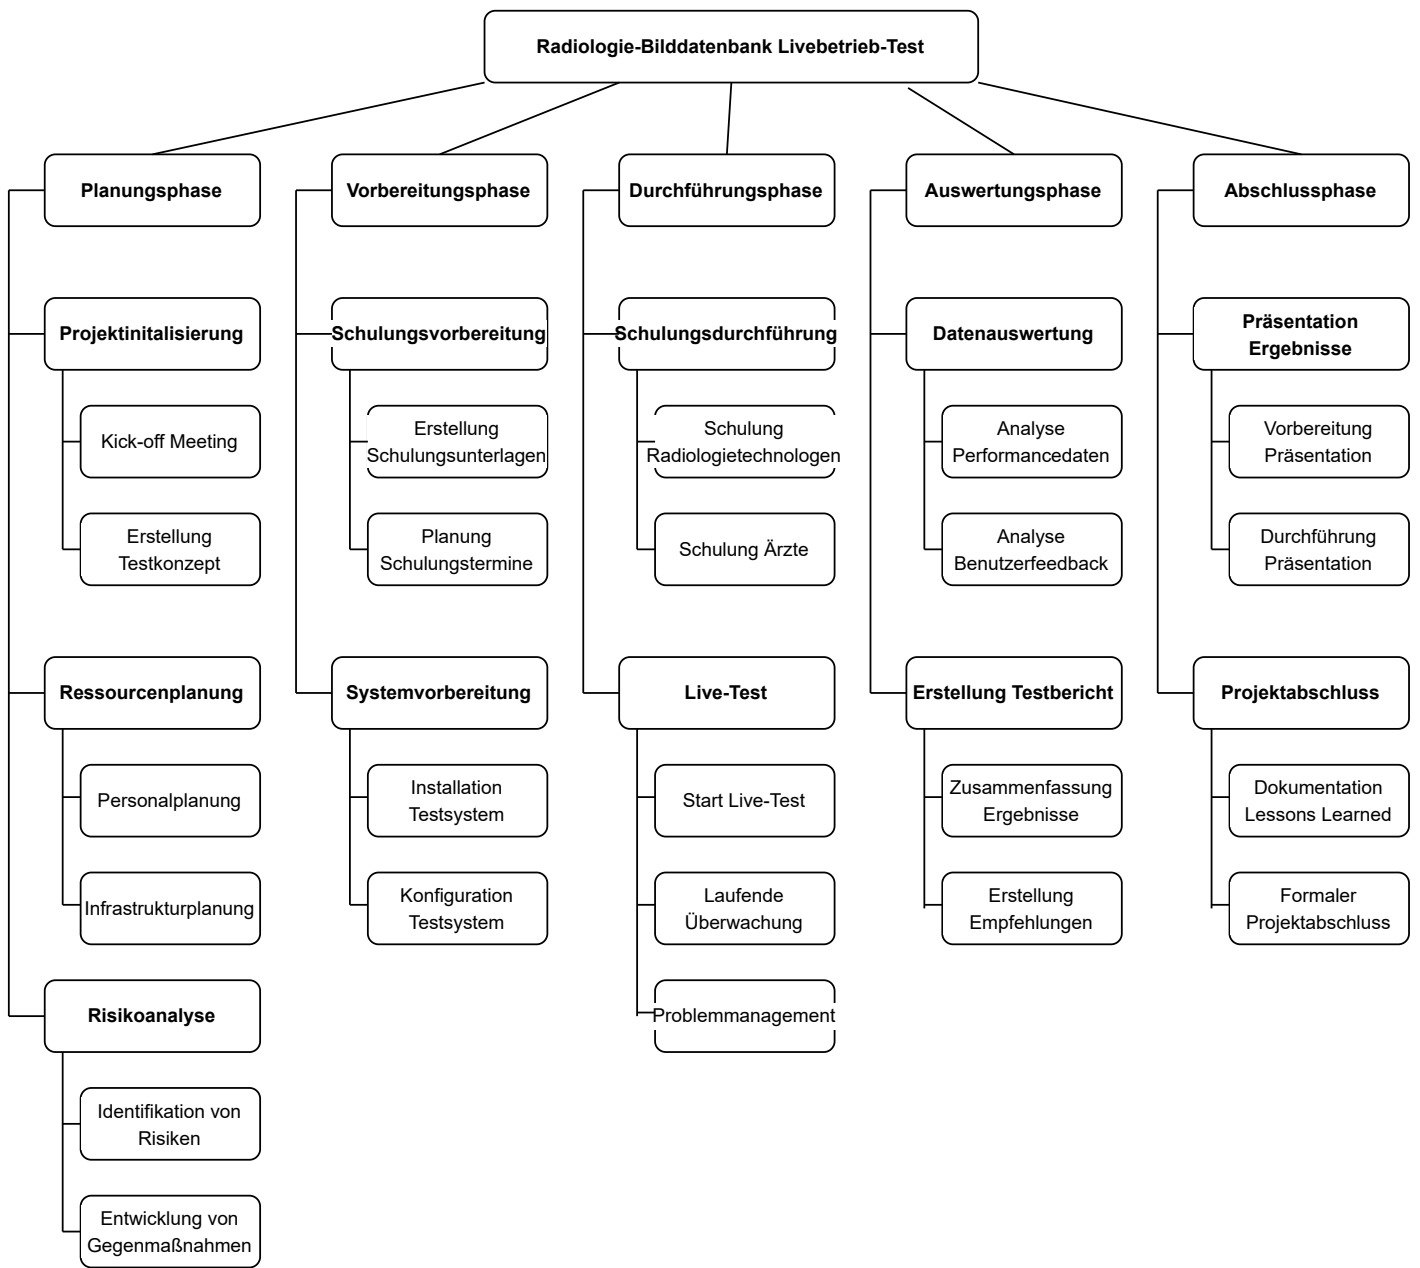 Radiologie-Bilddatenbank Livebetrieb-Test
Planungsphase
Projektinitalisierung
Kick-off Meeting
Erstellung
Testkonzept
Ressourcenplanung
Personalplanung
Infrastrukturplanung
Risikoanalyse
Identifikation von
Risiken
Entwicklung von
Gegenmaßnahmen
Vorbereitungsphase
Schulungsvorbereitung
Erstellung
Schulungsunterlagen
Planung
Schulungstermine
Systemvorbereitung
Installation
Testsystem
Konfiguration
Testsystem
Durchführungsphase
Schulungsdurchführung
Schulung
Radiologietechnologen
Schulung Ärzte
Live-Test
Start Live-Test
Laufende
Überwachung
Problemmanagement
Auswertungsphase
Datenauswertung
Analyse
Performancedaten
Analyse
Benutzerfeedback
Erstellung Testbericht
Zusammenfassung
Ergebnisse
Erstellung
Empfehlungen
Abschlussphase
Präsentation
Ergebnisse
Vorbereitung
Präsentation
Durchführung
Präsentation
Projektabschluss
Dokumentation
Lessons Learned
Formaler
Projektabschluss